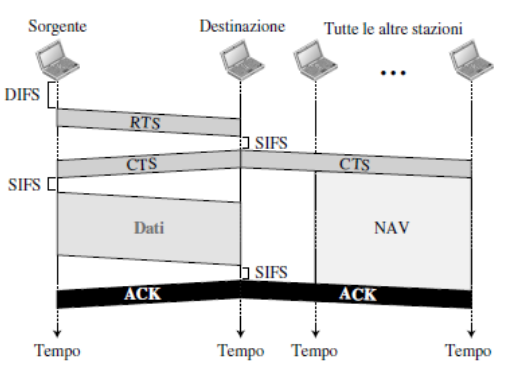 Sorgente
Destinazione
Tutte le altre stazioni
...
DIFS
RTS
SIFS
CTS
CTS
SIFS
Dati
NAV
SIFS
ACK
ACK
Tempo
Tempo
Tempo
Tempo